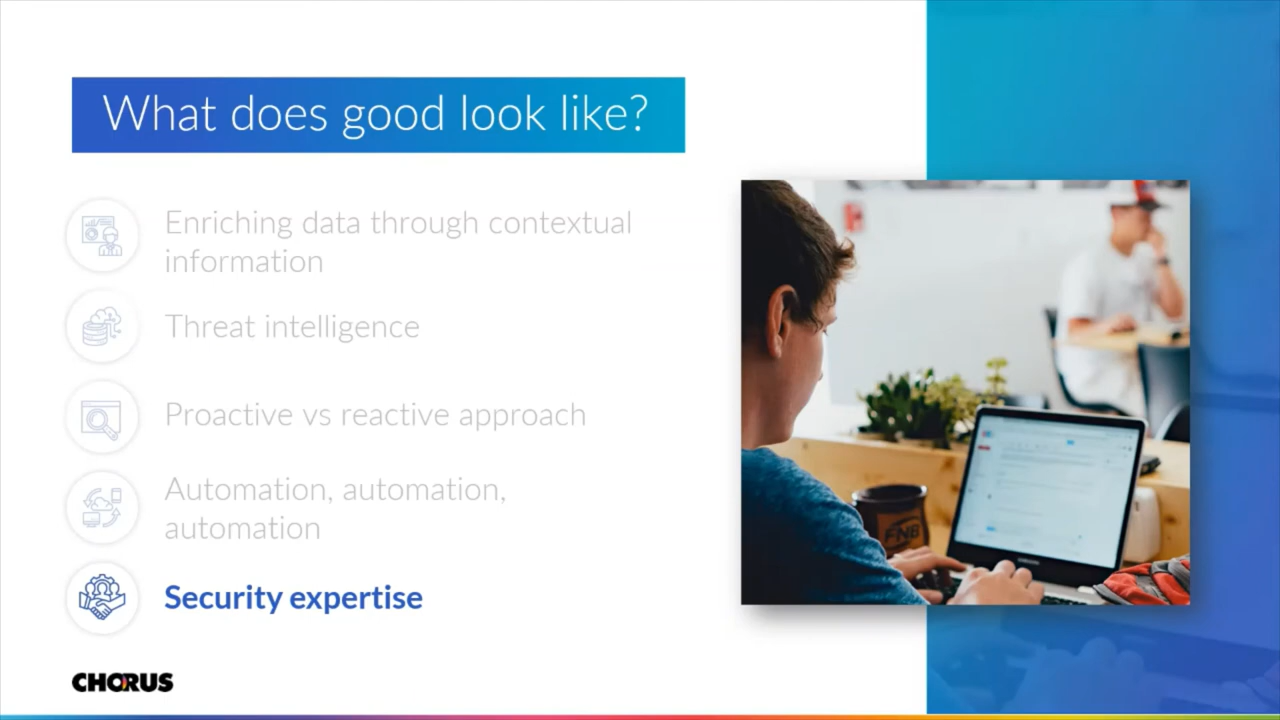 What does good look like?
Enriching data through contextual
information
Threat intelligence
Proactive vs reactive approach
Automation, automation,
automation
Security expertise
FNB
CHORUS